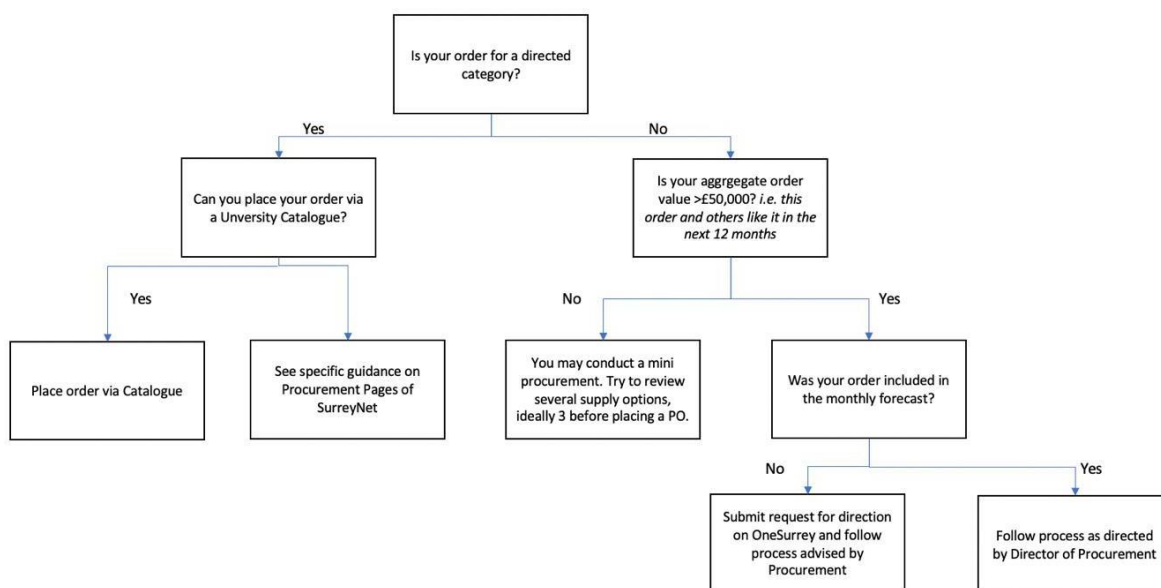 Is your order for a directed
category?
Yes
No
Can you place your order via
a Unversity Catalogue?
Is your aggrgegate order
value >£50,000? i.e. this
order and others like it in the
next 12 months
Yes
No
Yes
Place order via Catalogue
See specific guidance on
Procurement Pages of
SurreyNet
You may conduct a mini
procurement. Try to review
several supply options,
ideally 3 before placing a PO.
Was your order included in
the monthly forecast?
No
Yes
Submit request for direction
on OneSurrey and follow
process advised by
Procurement
Follow process as directed
by Director of Procurement